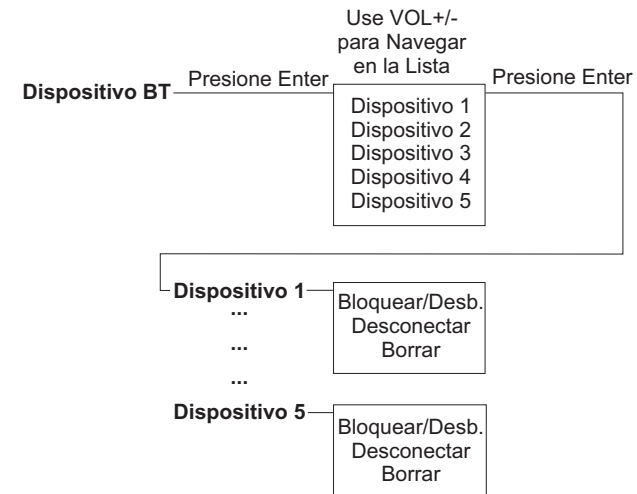 Use VOL+/-
para Navegar
en la Lista
Dispositivo BT
Presione Enter
Presione Enter
Dispositivo 1
Dispositivo 2
Dispositivo 3
Dispositivo 4
Dispositivo 5
Dispositivo 1
...
...
...
Bloquear/Desb.
Desconectar
Borrar
Dispositivo 5
Bloquear/Desb.
Desconectar
Borrar